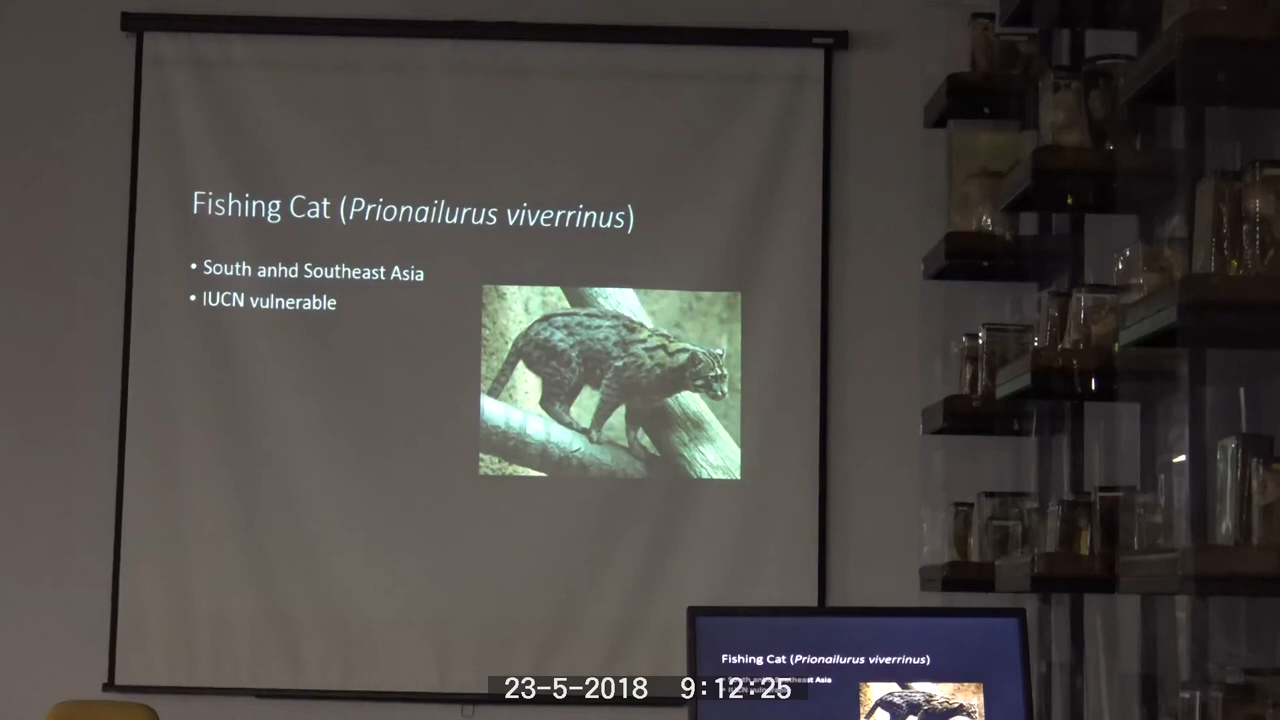 Fishing Cat (Prionailurus viverrinus)
• South anhd Southeast Asia
• IUCN vulnerable
Fishing Cat (Prionailurus viverrinus)
23-5-2018 9:12:25